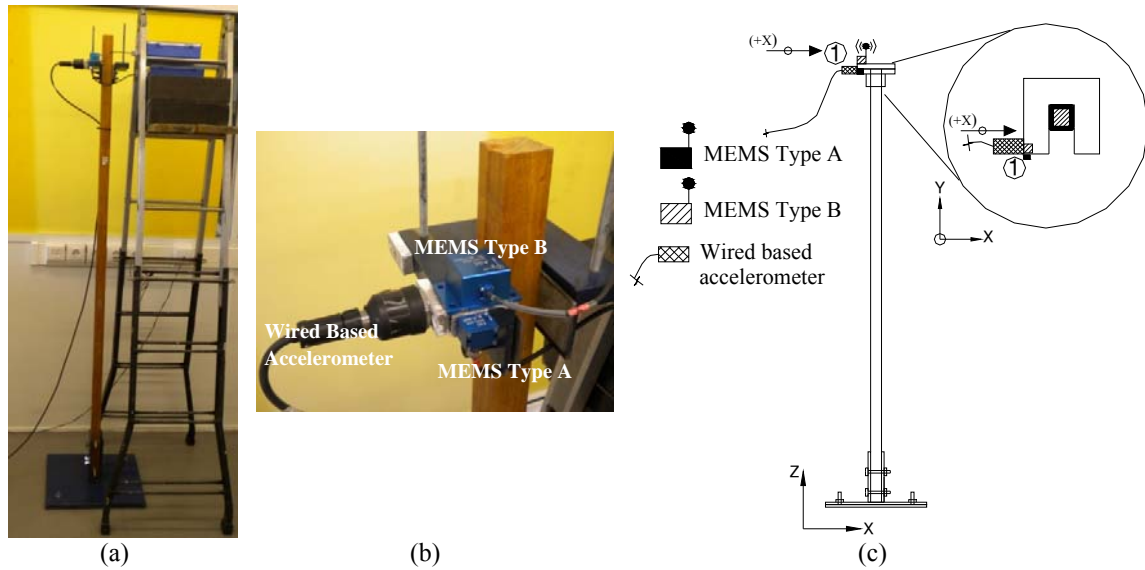 MEMS Type B
Wired Based
Accelerometer
MEMS Type A
(+X)
1
MEMS Type A
MEMS Type B
Wired based
accelerometer
(+X)
1
Y
X
Z
X
(a)
(b)
(c)